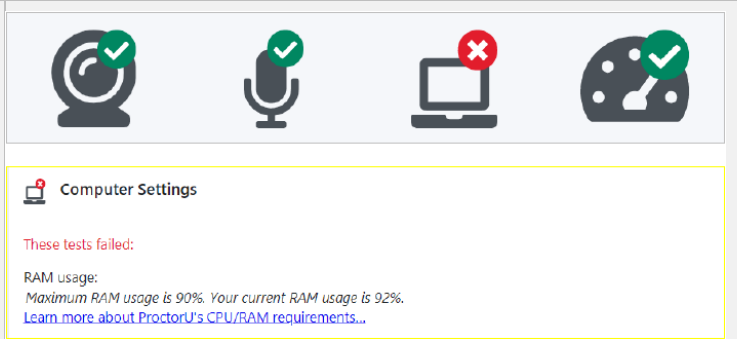 Computer Settings
These tests failed:
RAM usage:
Maximum RAM usage is 90%. Your current RAM usage is 92%.
Learn more about ProctorU's CPU/RAM requirements...